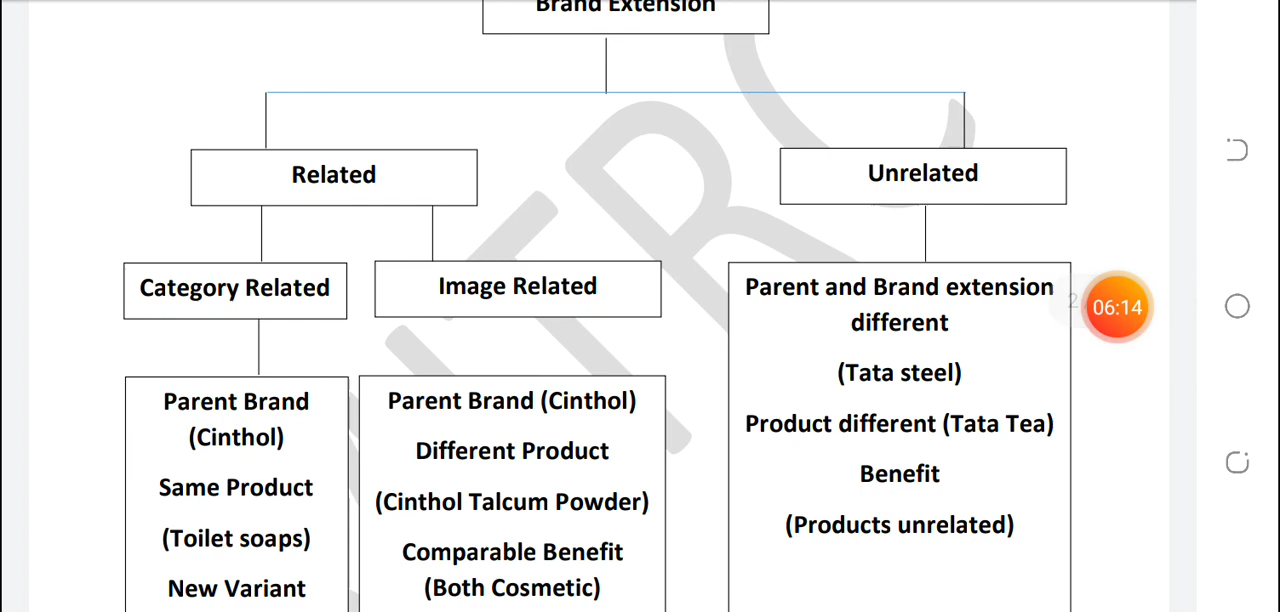 Brand Extension
Related
Unrelated
Category Related
Image Related
Parent Brand
(Cinthol)
Same Product
(Toilet soaps)
New Variant
Parent Brand (Cinthol)
Different Product
(Cinthol Talcum Powder)
Comparable Benefit
(Both Cosmetic)
Parent and Brand extension
different
(Tata steel)
Product different (Tata Tea)
Benefit
(Products unrelated)
2
06:14